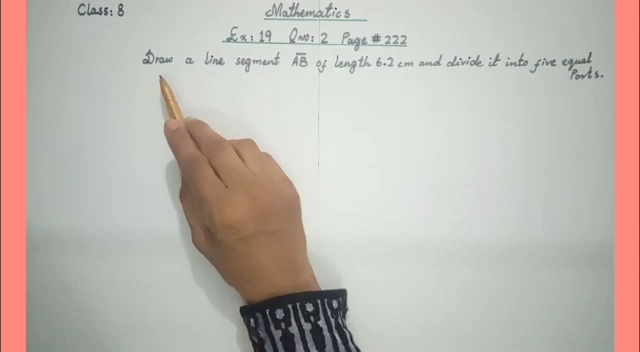 Class: 8
Mathematics
Ex: 19 Q no: 2 Page # 222
Draw a line segment AB of length 6.2 cm and divide it into five equal
Parts.